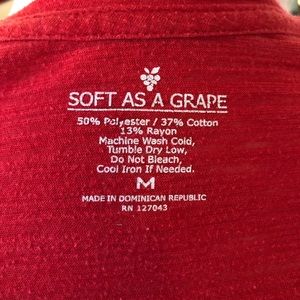 SOFT AS A GRAPE
50% Polyester / 37% Cotton
13% Rayon
Machine Wash Cold,
Tumble Dry Low,
Do Not Bleach,
Cool Iron If Needed.
M
MADE IN DOMINICAN REPUBLIC
RN 127043